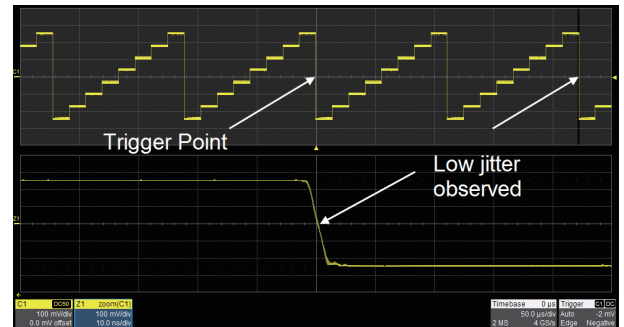 C1
Trigger Point
Low jitter
observed
Z1
C1 DC50 Z1 zoom(C1)
100 mV/div 100 mV/div
0.0 mV offset 10.0 ns/div
Timebase 0 µs Trigger C1 DC
50.0 µs/div Auto -2 mV
2 MS 4 GS/s Edge Negative